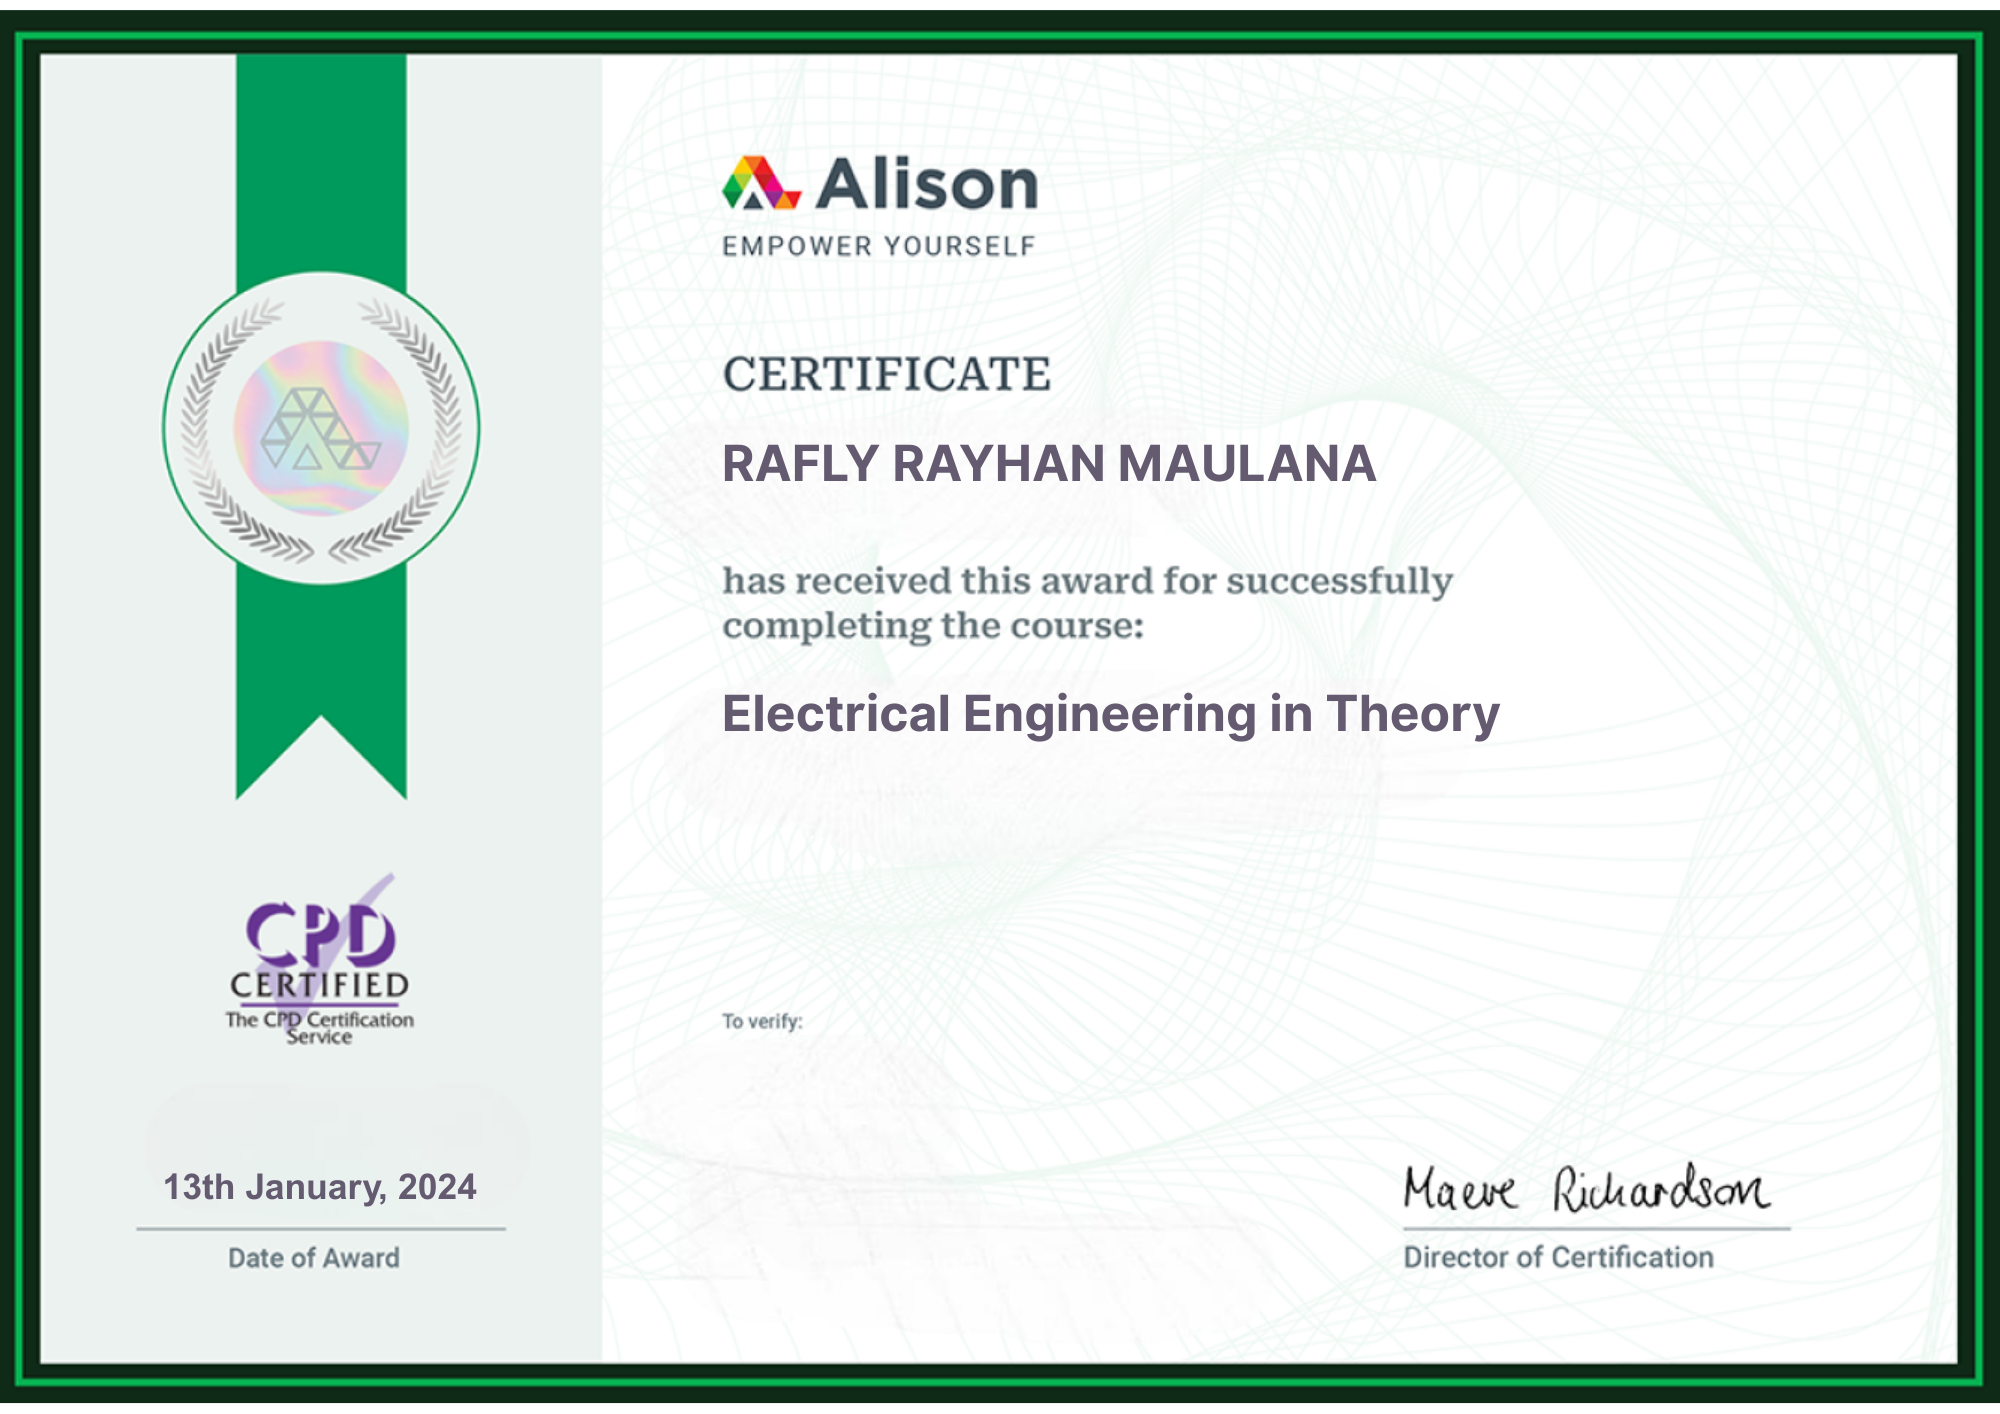 Alison
EMPOWER YOURSELF
CERTIFICATE
RAFLY RAYHAN MAULANA
has received this award for successfully
completing the course:
Electrical Engineering in Theory
CPD
CERTIFIED
The CPD Certification
Service
To verify:
13th January, 2024
Date of Award
Maeve Richardson
Director of Certification